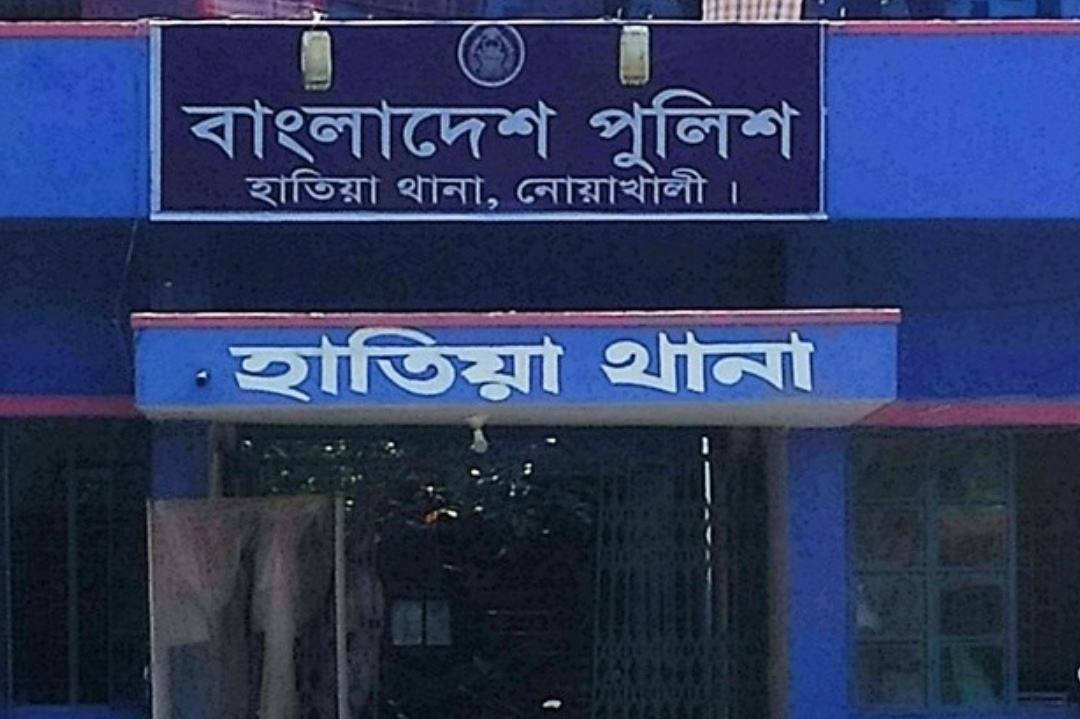 বাংলাদেশ পুলিশ
হাতিয়া থানা, নোয়াখালী ।
হাতিয়া থানা